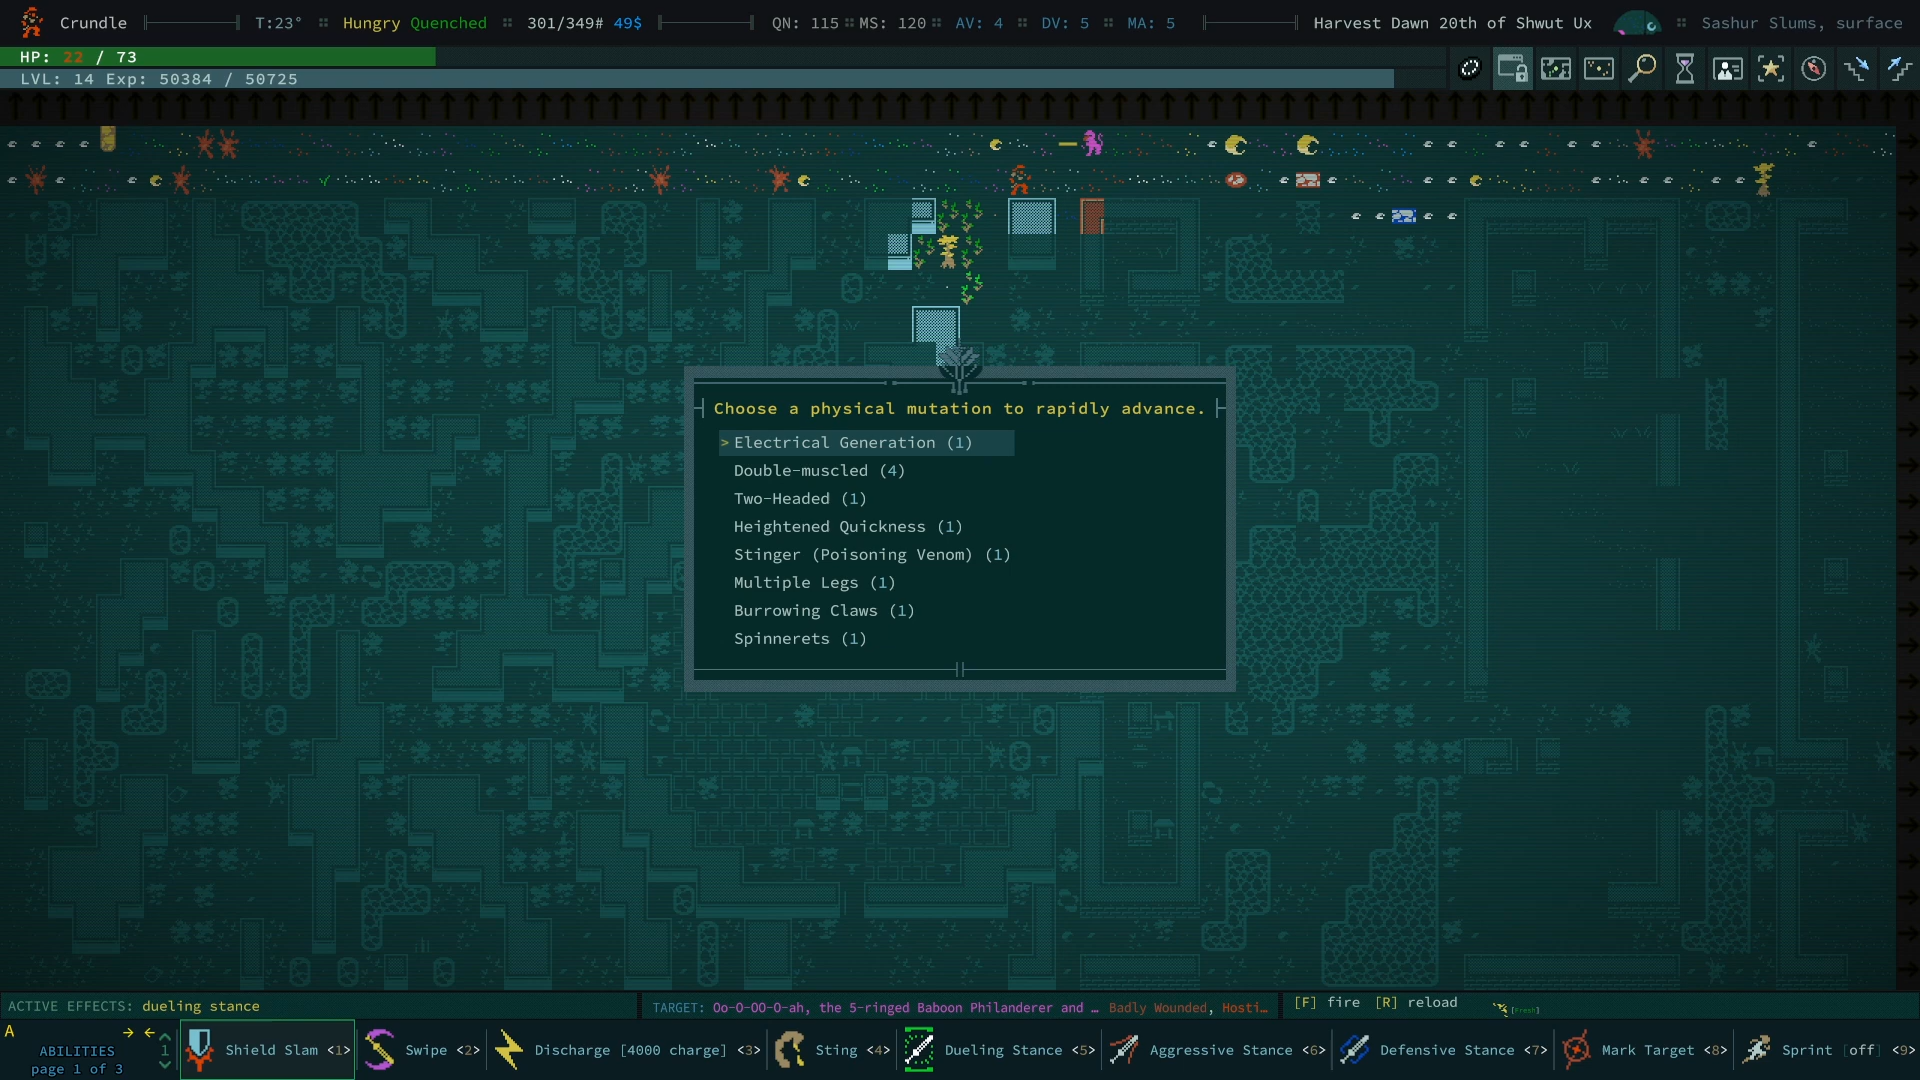 Crundle T:23° Hungry Quenched 301/349# 49$ QN: 115 MS: 120 AV: 4 DV: 5 MA: 5 Harvest Dawn 20th of Shwut Ux Sashur Slums, surface
HP: 22 / 73
LVL: 14 Exp: 50384 / 50725
Choose a physical mutation to rapidly advance.
> Electrical Generation (1)
Double-muscled (4)
Two-Headed (1)
Heightened Quickness (1)
Stinger (Poisoning Venom) (1)
Multiple Legs (1)
Burrowing Claws (1)
Spinnerets (1)
ACTIVE EFFECTS: dueling stance
TARGET: Oo-O-OO-O-ah, the 5-ringed Baboon Philanderer and … Badly Wounded, Hosti…
[F] fire [R] reload [Fresh]
A
ABILITIES
page 1 of 3
1
Shield Slam <1> Swipe <2> Discharge [4000 charge] <3> Sting <4> Dueling Stance <5> Aggressive Stance <6> Defensive Stance <7> Mark Target <8> Sprint [off] <9>